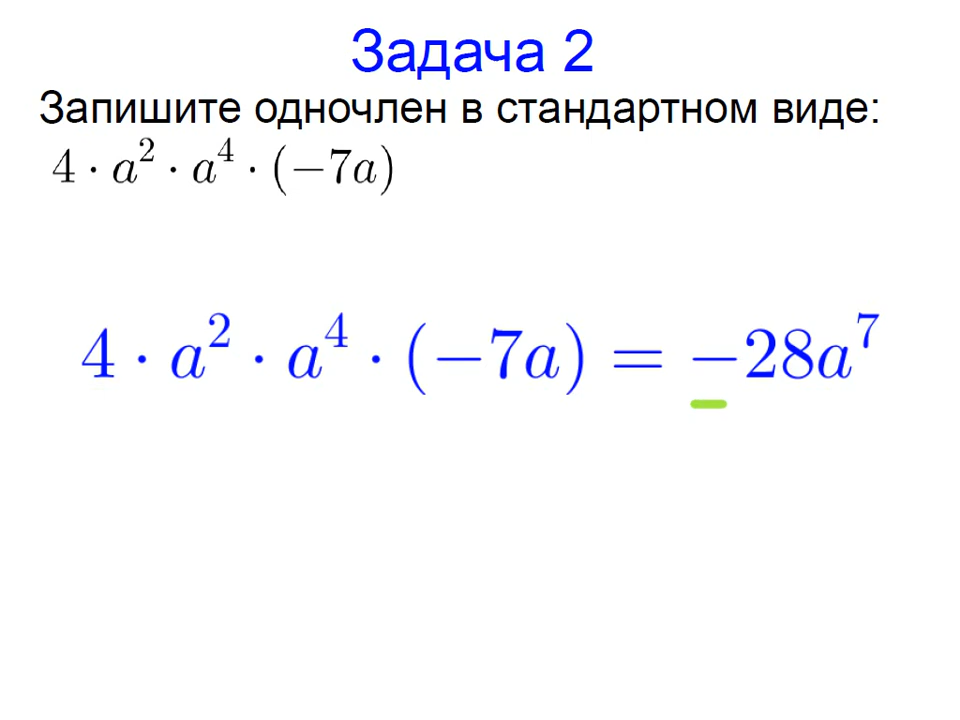 Задача 2
Запишите одночлен в стандартном виде:
4 · a² · a⁴ · (−7a)
4 · a² · a⁴ · (−7a) = −28a⁷